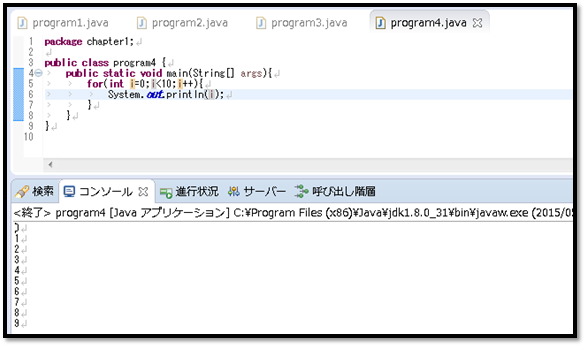 program1.java program2.java program3.java program4.java
1 package chapter1;
2
3 public class program4 {
4 public static void main(String[] args){
5 for(int i=0;i<10;i++){
6 System.out.println(i);
7 }
8 }
9 }
10
検索 コンソール 進行状況 サーバー 呼び出し階層
<終了> program4 [Java アプリケーション] C:¥Program Files (x86)¥Java¥jdk1.8.0_31¥bin¥javaw.exe (2015/05
0
1
2
3
4
5
6
7
8
9